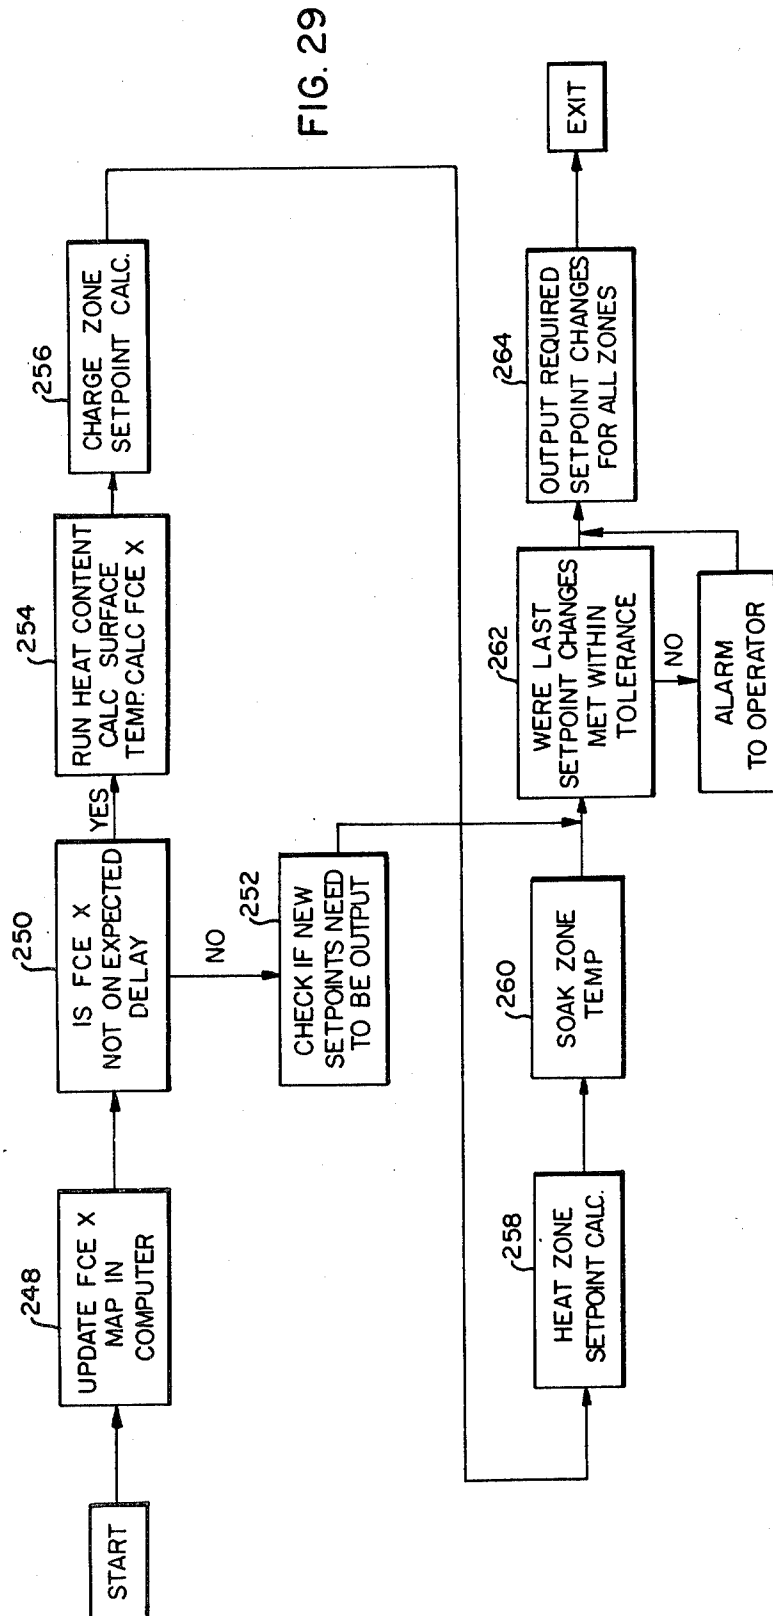 START
248
UPDATE FCE X
MAP IN
COMPUTER
250
IS FCE X
NOT ON EXPECTED
DELAY
YES
NO
252
CHECK IF NEW
SETPOINTS NEED
TO BE OUTPUT
254
RUN HEAT CONTENT
CALC SURFACE
TEMP. CALC FCE X
256
CHARGE ZONE
SETPOINT CALC.
258
HEAT ZONE
SETPOINT CALC.
260
SOAK ZONE
TEMP
262
WERE LAST
SETPOINT CHANGES
MET WITHIN
TOLERANCE
NO
ALARM
TO OPERATOR
264
OUTPUT REQUIRED
SETPOINT CHANGES
FOR ALL ZONES
EXIT
FIG. 29